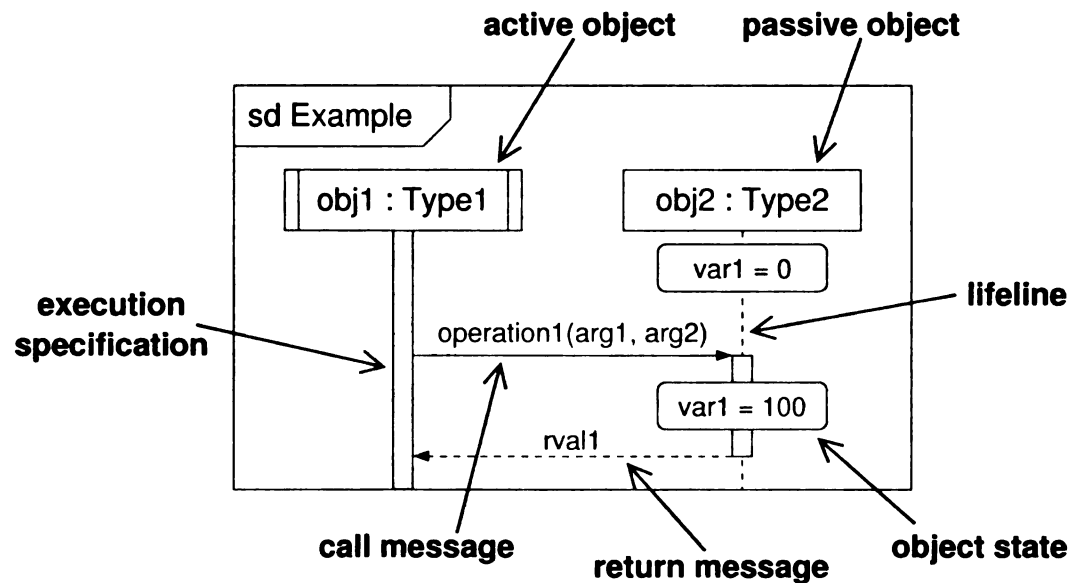 active object
passive object
sd Example
obj1 : Type1
obj2 : Type2
var1 = 0
execution
specification
lifeline
operation1(arg1, arg2)
var1 = 100
rval1
call message
return message
object state